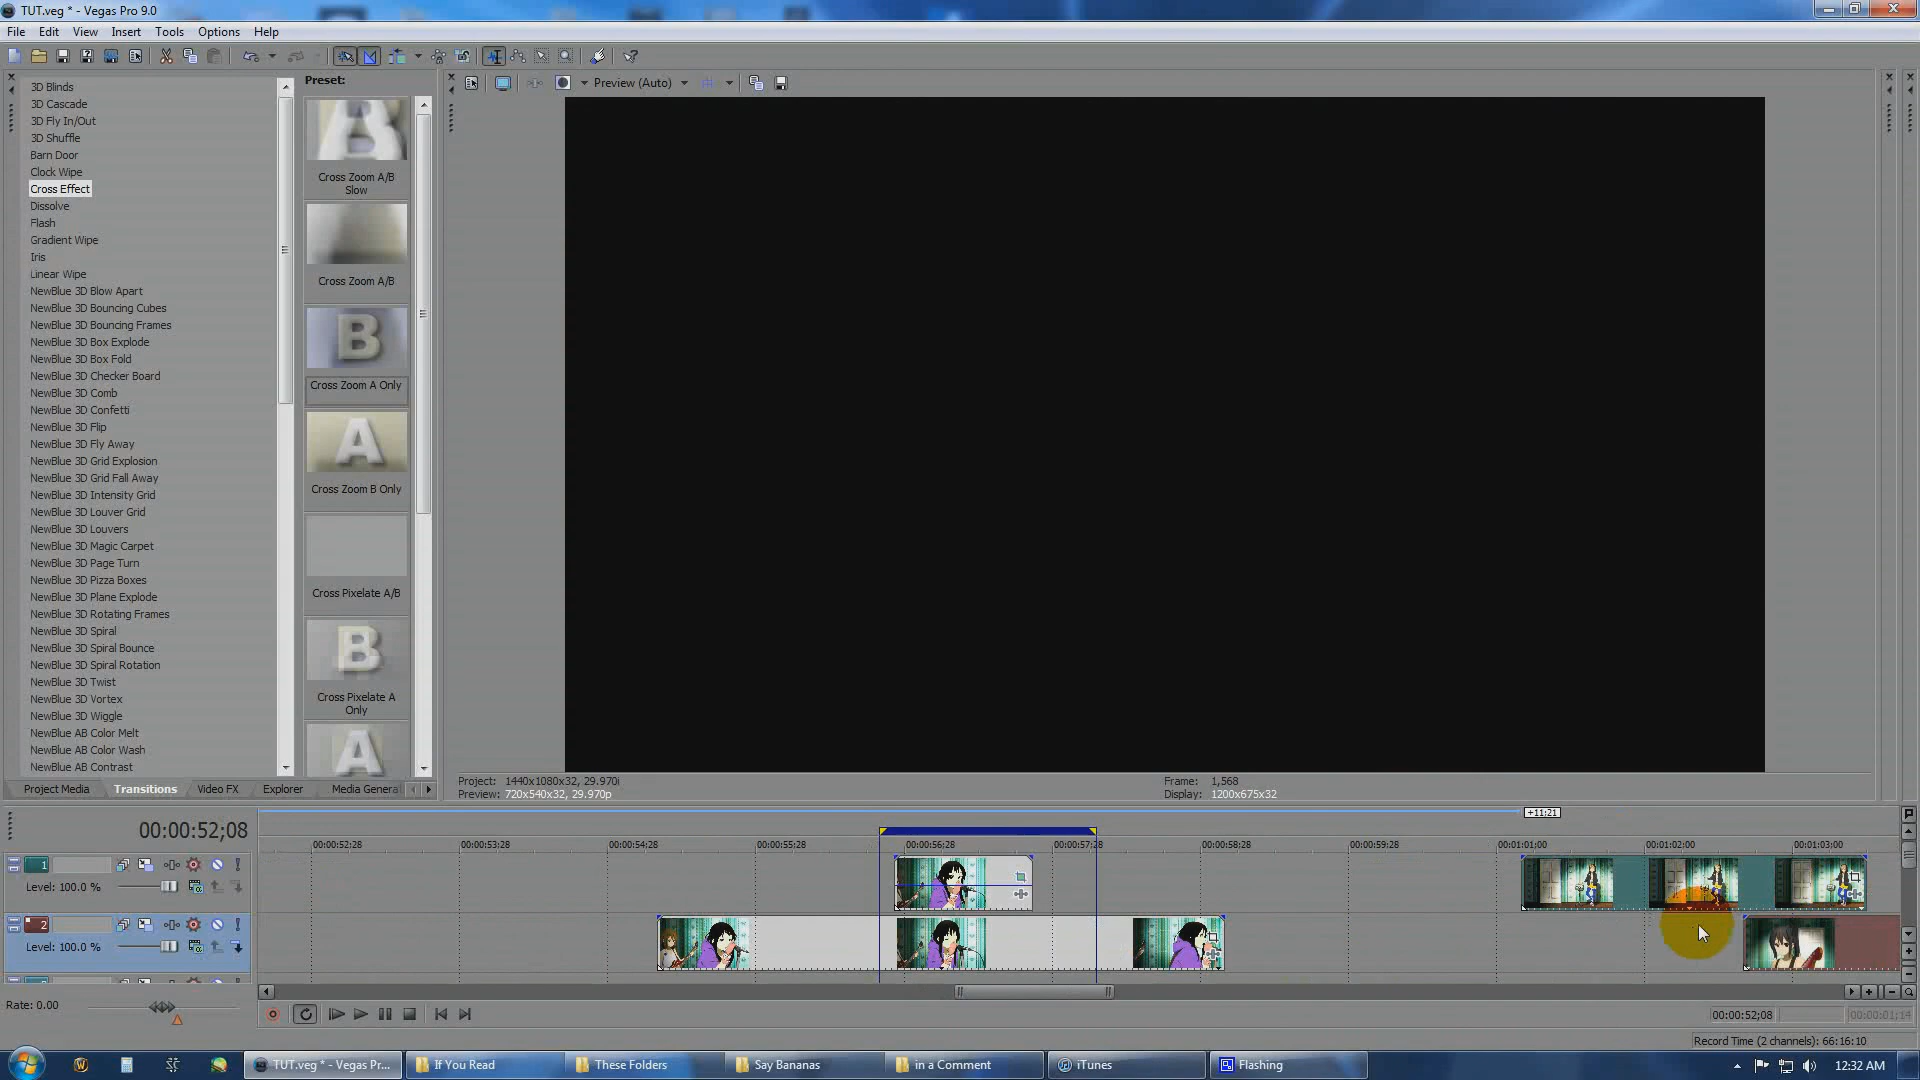 TUT.veg * - Vegas Pro 9.0
File Edit View Insert Tools Options Help
3D Blinds
3D Cascade
3D Fly In/Out
3D Shuffle
Barn Door
Clock Wipe
Cross Effect
Dissolve
Flash
Gradient Wipe
Iris
Linear Wipe
NewBlue 3D Blow Apart
NewBlue 3D Bouncing Cubes
NewBlue 3D Bouncing Frames
NewBlue 3D Box Explode
NewBlue 3D Box Fold
NewBlue 3D Checker Board
NewBlue 3D Comb
NewBlue 3D Confetti
NewBlue 3D Flip
NewBlue 3D Fly Away
NewBlue 3D Grid Explosion
NewBlue 3D Grid Fall Away
NewBlue 3D Intensity Grid
NewBlue 3D Louver Grid
NewBlue 3D Louvers
NewBlue 3D Magic Carpet
NewBlue 3D Page Turn
NewBlue 3D Pizza Boxes
NewBlue 3D Plane Explode
NewBlue 3D Rotating Frames
NewBlue 3D Spiral
NewBlue 3D Spiral Bounce
NewBlue 3D Spiral Rotation
NewBlue 3D Twist
NewBlue 3D Vortex
NewBlue 3D Wiggle
NewBlue AB Color Melt
NewBlue AB Color Wash
NewBlue AB Contrast
Preset:
Cross Zoom A/B
Slow
Cross Zoom A/B
B
Cross Zoom A Only
A
Cross Zoom B Only
Cross Pixelate A/B
B
Cross Pixelate A
Only
A
Preview (Auto)
Project Media Transitions Video FX Explorer Media Genera
Project: 1440x1080x32, 29.970i
Preview: 720x540x32, 29.970p
Frame: 1,568
Display: 1200x675x32
+11;21
00:00:52;08
00:00:52;28 00:00:53;28 00:00:54;28 00:00:55;28 00:00:56;28 00:00:57;28 00:00:58;28 00:00:59;28 00:01:01;00 00:01:02;00 00:01:03;00
1
Level: 100.0 %
2
Level: 100.0 %
Rate: 0.00
00:00:52;08 00:00:01;14
Record Time (2 channels): 66:16:10
TUT.veg * - Vegas Pr... If You Read These Folders Say Bananas in a Comment iTunes Flashing 12:32 AM